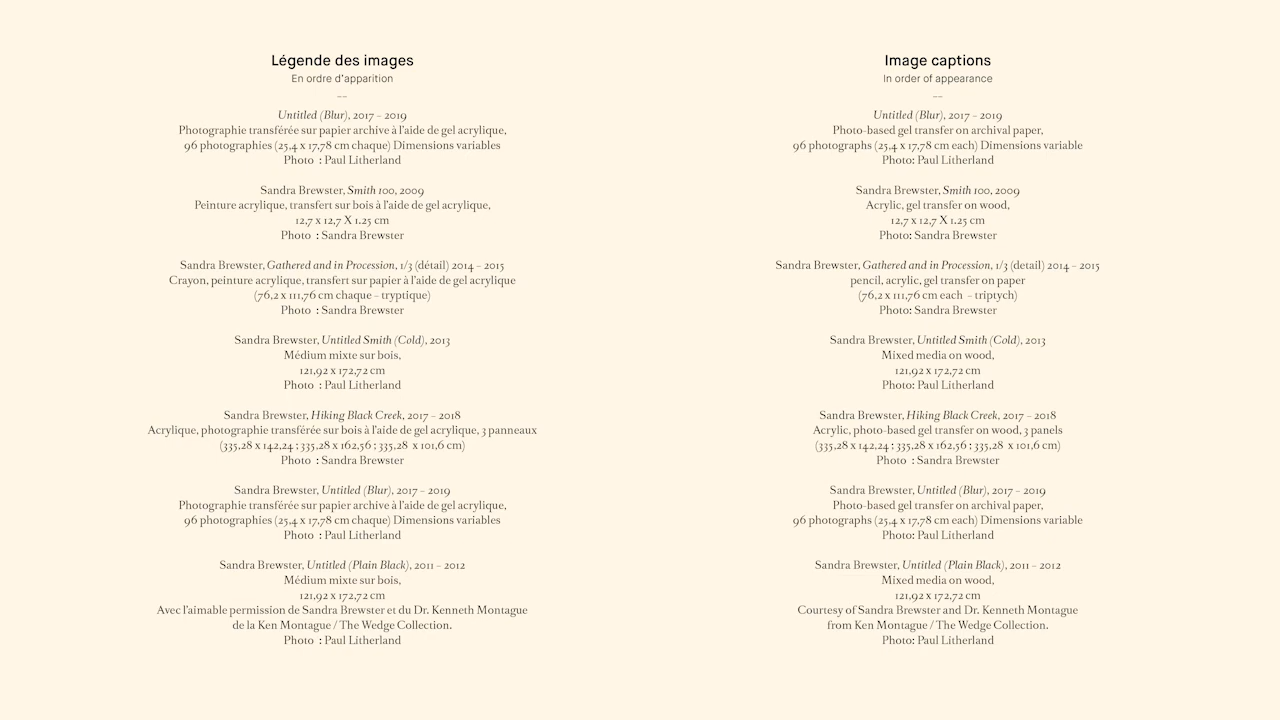 Légende des images
En ordre d'apparition
—
Untitled (Blur), 2017 – 2019
Photographie transférée sur papier archive à l'aide de gel acrylique,
96 photographies (25,4 x 17,78 cm chaque) Dimensions variables
Photo : Paul Litherland
Sandra Brewster, Smith 100, 2009
Peinture acrylique, transfert sur bois à l'aide de gel acrylique,
12,7 x 12,7 X 1.25 cm
Photo : Sandra Brewster
Sandra Brewster, Gathered and in Procession, 1/3 (détail) 2014 – 2015
Crayon, peinture acrylique, transfert sur papier à l'aide de gel acrylique
(76,2 x 111,76 cm chaque – tryptique)
Photo : Sandra Brewster
Sandra Brewster, Untitled Smith (Cold), 2013
Médium mixte sur bois,
121,92 x 172,72 cm
Photo : Paul Litherland
Sandra Brewster, Hiking Black Creek, 2017 – 2018
Acrylique, photographie transférée sur bois à l'aide de gel acrylique, 3 panneaux
(335,28 x 142,24 ; 335,28 x 162,56 ; 335,28 x 101,6 cm)
Photo : Sandra Brewster
Sandra Brewster, Untitled (Blur), 2017 – 2019
Photographie transférée sur papier archive à l'aide de gel acrylique,
96 photographies (25,4 x 17,78 cm chaque) Dimensions variables
Photo : Paul Litherland
Sandra Brewster, Untitled (Plain Black), 2011 – 2012
Médium mixte sur bois,
121,92 x 172,72 cm
Avec l'aimable permission de Sandra Brewster et du Dr. Kenneth Montague
de la Ken Montague / The Wedge Collection.
Photo : Paul Litherland
Image captions
In order of appearance
—
Untitled (Blur), 2017 – 2019
Photo-based gel transfer on archival paper,
96 photographs (25,4 x 17,78 cm each) Dimensions variable
Photo: Paul Litherland
Sandra Brewster, Smith 100, 2009
Acrylic, gel transfer on wood,
12,7 x 12,7 X 1.25 cm
Photo: Sandra Brewster
Sandra Brewster, Gathered and in Procession, 1/3 (detail) 2014 – 2015
pencil, acrylic, gel transfer on paper
(76,2 x 111,76 cm each – triptych)
Photo: Sandra Brewster
Sandra Brewster, Untitled Smith (Cold), 2013
Mixed media on wood,
121,92 x 172,72 cm
Photo: Paul Litherland
Sandra Brewster, Hiking Black Creek, 2017 – 2018
Acrylic, photo-based gel transfer on wood, 3 panels
(335,28 x 142,24 ; 335,28 x 162,56 ; 335,28 x 101,6 cm)
Photo : Sandra Brewster
Sandra Brewster, Untitled (Blur), 2017 – 2019
Photo-based gel transfer on archival paper,
96 photographs (25,4 x 17,78 cm each) Dimensions variable
Photo: Paul Litherland
Sandra Brewster, Untitled (Plain Black), 2011 – 2012
Mixed media on wood,
121,92 x 172,72 cm
Courtesy of Sandra Brewster and Dr. Kenneth Montague
from Ken Montague / The Wedge Collection.
Photo: Paul Litherland